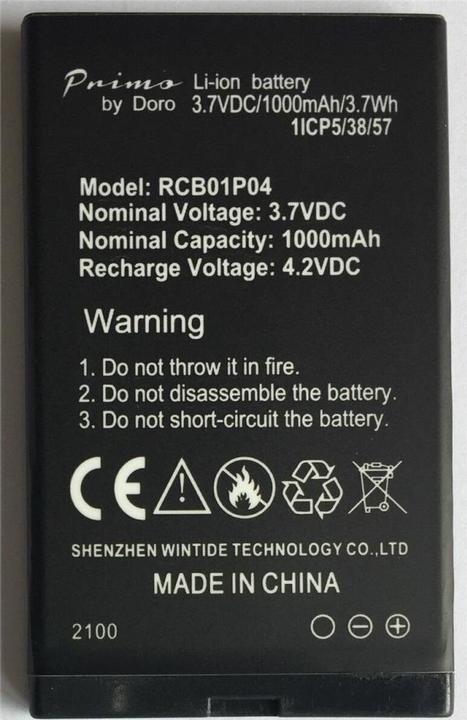 Primo Li-ion battery
by Doro 3.7VDC/1000mAh/3.7Wh
1ICP5/38/57
Model: RCB01P04
Nominal Voltage: 3.7VDC
Nominal Capacity: 1000mAh
Recharge Voltage: 4.2VDC
Warning
1. Do not throw it in fire.
2. Do not disassemble the battery.
3. Do not short-circuit the battery.
CE
SHENZHEN WINTIDE TECHNOLOGY CO.,LTD
MADE IN CHINA
2100